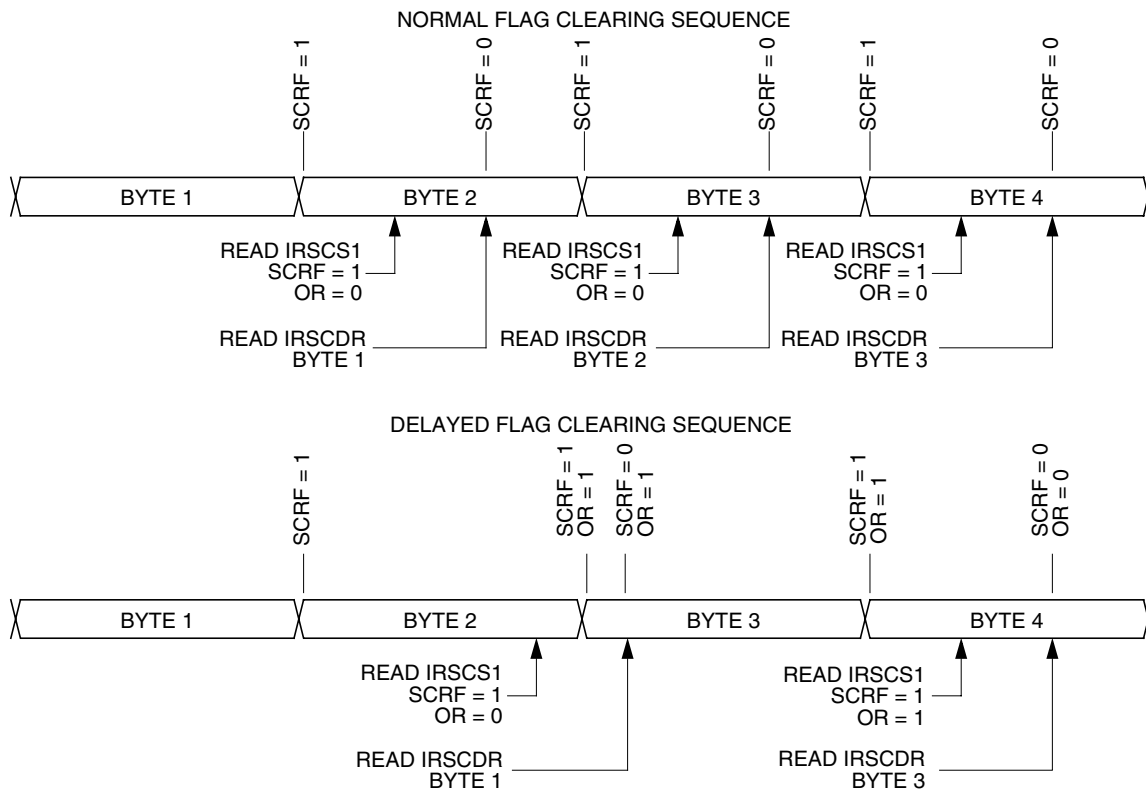 NORMAL FLAG CLEARING SEQUENCE
SCRF = 1
SCRF = 0
SCRF = 1
SCRF = 0
SCRF = 1
SCRF = 0
BYTE 1
BYTE 2
BYTE 3
BYTE 4
READ IRSCS1
SCRF = 1
OR = 0
READ IRSCS1
SCRF = 1
OR = 0
READ IRSCS1
SCRF = 1
OR = 0
READ IRSCDR
BYTE 1
READ IRSCDR
BYTE 2
READ IRSCDR
BYTE 3
DELAYED FLAG CLEARING SEQUENCE
SCRF = 1
SCRF = 1
OR = 1
SCRF = 0
OR = 1
SCRF = 1
OR = 1
SCRF = 0
OR = 0
BYTE 1
BYTE 2
BYTE 3
BYTE 4
READ IRSCS1
SCRF = 1
OR = 0
READ IRSCS1
SCRF = 1
OR = 1
READ IRSCDR
BYTE 1
READ IRSCDR
BYTE 3